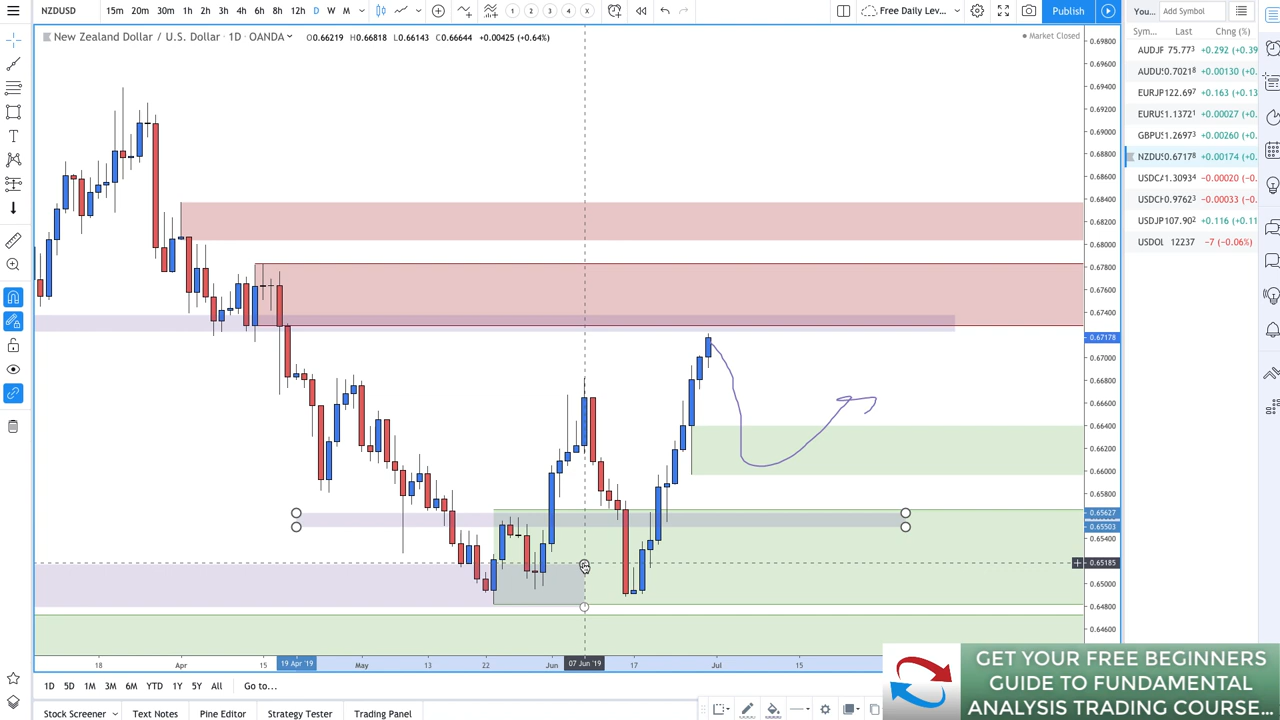 NZDUSD 15m 20m 30m 1h 2h 3h 4h 6h 8h 12h D W M Free Daily Lev... Publish You... Add Symbol
New Zealand Dollar / U.S. Dollar · 1D · OANDA O0.66219 H0.66818 L0.66143 C0.66644 +0.00425 (+0.64%) Market Closed
1 2 3 4
Sym... Last Chng (%)
AUDJF 75.77³ +0.292 (+0.39
AUDU 0.7021⁸ +0.00130 (+0.
EURJP 122.69⁷ +0.163 (+0.13
EURU 1.1372¹ +0.00027 (+0.
GBPU 1.2697³ +0.00260 (+0.
NZDU 0.6717⁸ +0.00174 (+0.
USDC/ 1.3093⁴ −0.00020 (−0.
USDCF 0.9762³ −0.00033 (−0.
USDJP 107.90² +0.116 (+0.11
USDOL 12237 −7 (−0.06%)
0.69800
0.69600
0.69400
0.69200
0.69000
0.68800
0.68600
0.68400
0.68200
0.68000
0.67800
0.67600
0.67400
0.67178
0.67000
0.66800
0.66600
0.66400
0.66200
0.66000
0.65800
0.65627
0.65503
0.65400
0.65185
0.65000
0.64800
0.64600
18 Apr 15 19 Apr '19 May 13 22 Jun 07 Jun '19 17 Jul 15
1D 5D 1M 3M 6M YTD 1Y 5Y All Go to...
Stock Screener Text Notes Pine Editor Strategy Tester Trading Panel
GET YOUR FREE BEGINNERS
GUIDE TO FUNDAMENTAL
ANALYSIS TRADING COURSE...